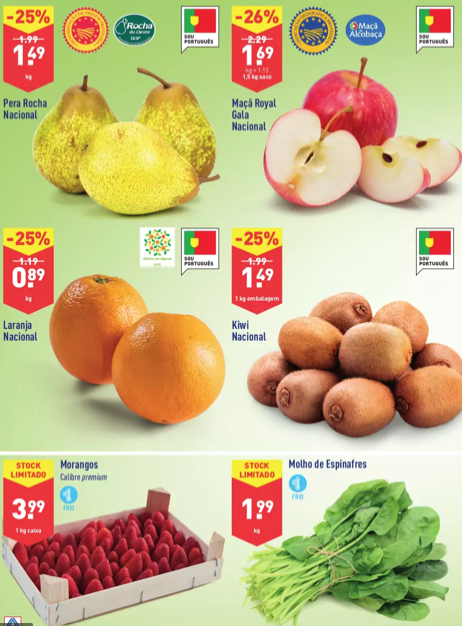 -25%
1.99
1.49
kg
Rocha
do Oeste
DOP
SOU
PORTUGUÊS
Pera Rocha
Nacional
-26%
2.29
1.69
kg = 1.13
1,5 kg saco
Maçã
Alcobaça
SOU
PORTUGUÊS
Maçã Royal
Gala
Nacional
-25%
1.19
0.89
kg
SOU
PORTUGUÊS
Laranja
Nacional
-25%
1.99
1.49
1 kg embalagem
SOU
PORTUGUÊS
Kiwi
Nacional
STOCK
LIMITADO
3.99
1 kg caixa
Morangos
Calibre premium
FRIO
STOCK
LIMITADO
1.99
kg
Molho de Espinafres
FRIO